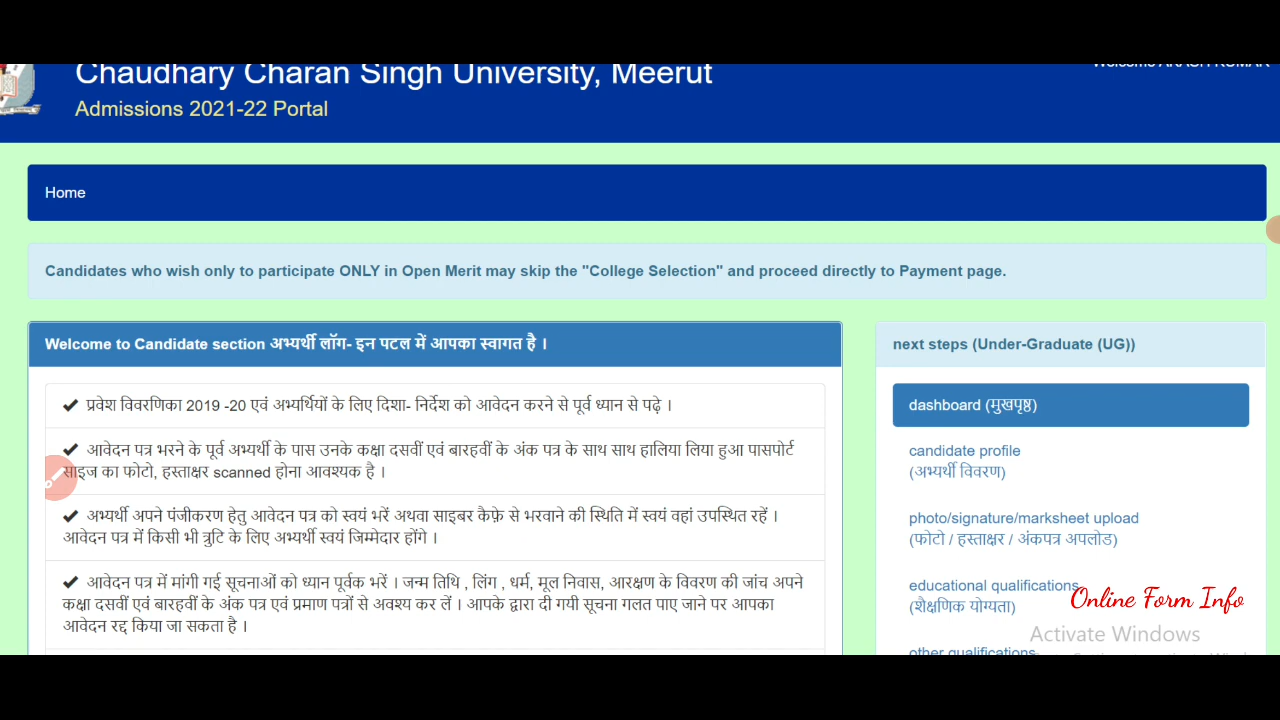 Chaudhary Charan Singh University, Meerut
Welcome AKASH KUMAR
Admissions 2021-22 Portal
Home
Candidates who wish only to participate ONLY in Open Merit may skip the "College Selection" and proceed directly to Payment page.
Welcome to Candidate section अभ्यर्थी लॉग- इन पटल में आपका स्वागत है ।
✔ प्रवेश विवरणिका 2019 -20 एवं अभ्यर्थियों के लिए दिशा- निर्देश को आवेदन करने से पूर्व ध्यान से पढ़े ।
✔ आवेदन पत्र भरने के पूर्व अभ्यर्थी के पास उनके कक्षा दसवीं एवं बारहवीं के अंक पत्र के साथ साथ हालिया लिया हुआ पासपोर्ट
साइज का फोटो, हस्ताक्षर scanned होना आवश्यक है ।
✔ अभ्यर्थी अपने पंजीकरण हेतु आवेदन पत्र को स्वयं भरें अथवा साइबर कैफ़े से भरवाने की स्थिति में स्वयं वहां उपस्थित रहें ।
आवेदन पत्र में किसी भी त्रुटि के लिए अभ्यर्थी स्वयं जिम्मेदार होंगे ।
✔ आवेदन पत्र में मांगी गई सूचनाओं को ध्यान पूर्वक भरें । जन्म तिथि , लिंग , धर्म, मूल निवास, आरक्षण के विवरण की जांच अपने
कक्षा दसवीं एवं बारहवीं के अंक पत्र एवं प्रमाण पत्रों से अवश्य कर लें । आपके द्वारा दी गयी सूचना गलत पाए जाने पर आपका
आवेदन रद्द किया जा सकता है ।
next steps (Under-Graduate (UG))
dashboard (मुखपृष्ठ)
candidate profile
(अभ्यर्थी विवरण)
photo/signature/marksheet upload
(फोटो / हस्ताक्षर / अंकपत्र अपलोड)
educational qualifications
(शैक्षणिक योग्यता)
other qualifications
Online Form Info
Activate Windows